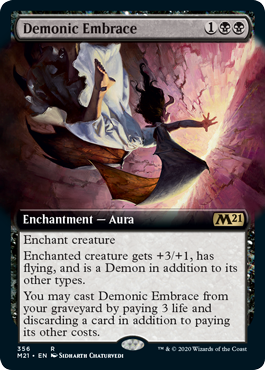 Demonic Embrace 1
Enchantment — Aura M21
Enchant creature
Enchanted creature gets +3/+1, has
flying, and is a Demon in addition to its
other types.
You may cast Demonic Embrace from
your graveyard by paying 3 life and
discarding a card in addition to paying
its other costs.
356 R
M21 • EN SIDHARTH CHATURVEDI
™ & © 2020 Wizards of the Coast